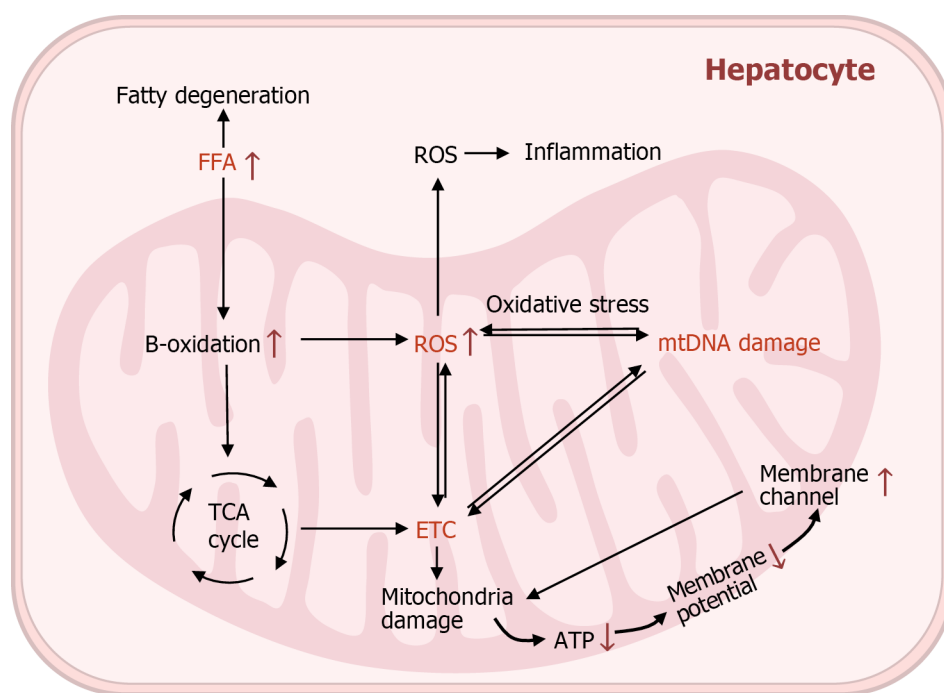 Hepatocyte
Fatty degeneration
FFA ↑
ROS
Inflammation
Oxidative stress
B-oxidation ↑
ROS ↑
mtDNA damage
TCA
cycle
ETC
Membrane
channel ↑
Mitochondria
damage
ATP ↓
Membrane ↓
potential